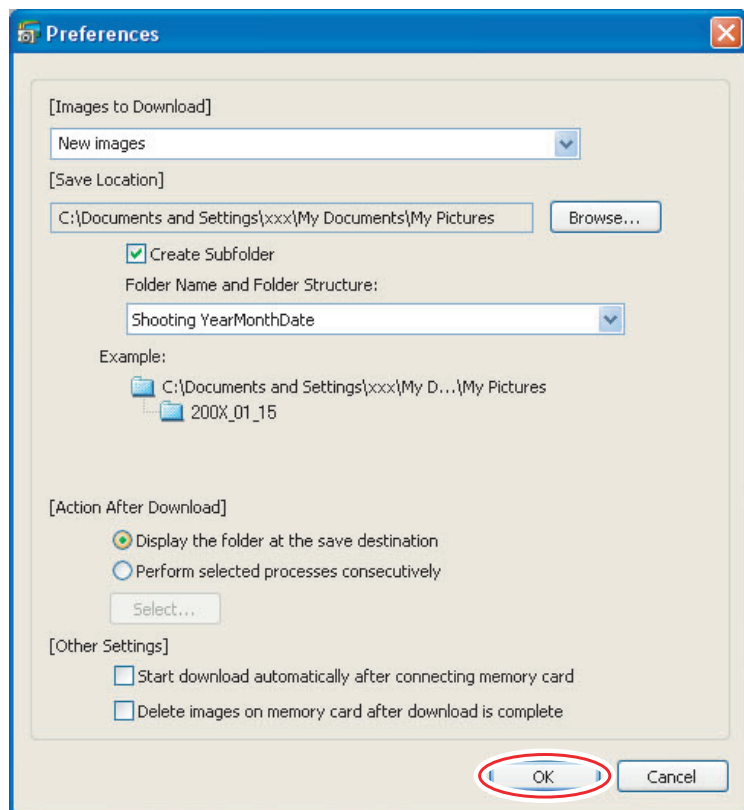 Preferences
[Images to Download]
New images
[Save Location]
C:\Documents and Settings\xxx\My Documents\My Pictures
Browse...
Create Subfolder
Folder Name and Folder Structure:
Shooting YearMonthDate
Example:
C:\Documents and Settings\xxx\My D...\My Pictures
200X_01_15
[Action After Download]
Display the folder at the save destination
Perform selected processes consecutively
Select...
[Other Settings]
Start download automatically after connecting memory card
Delete images on memory card after download is complete
OK
Cancel